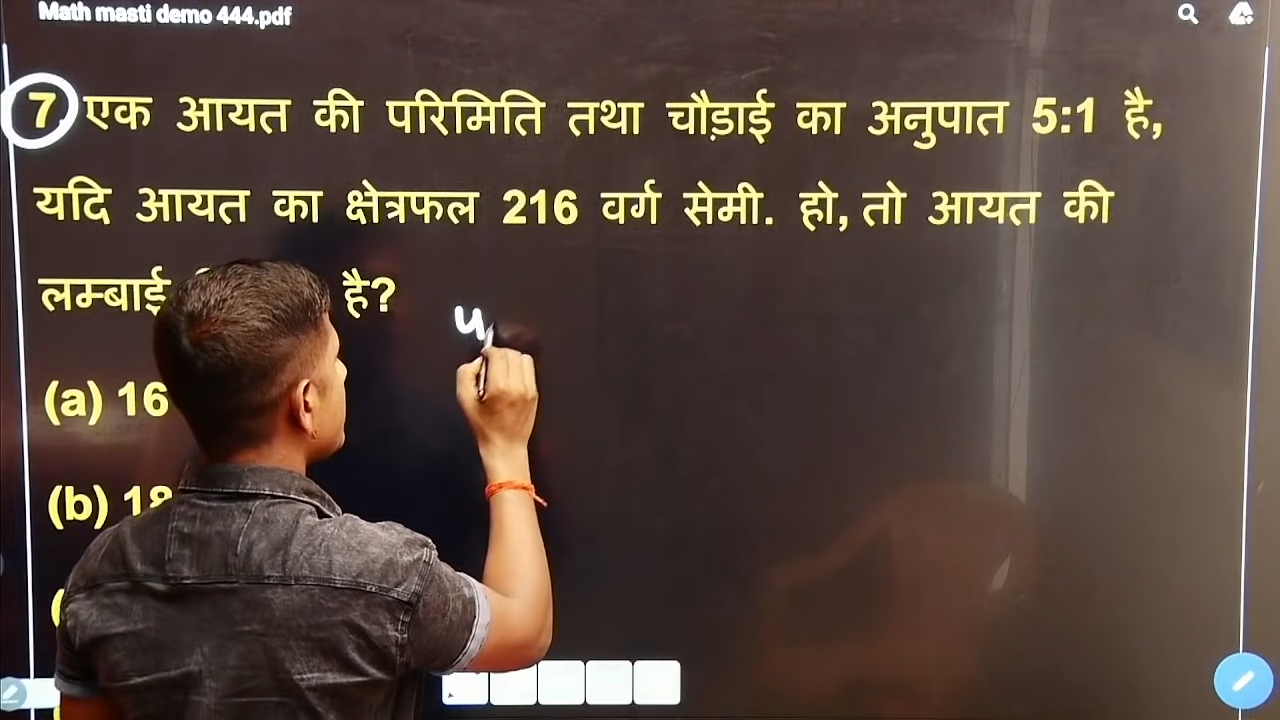 Math masti demo 444.pdf
7. एक आयत की परिमिति तथा चौड़ाई का अनुपात 5:1 है,
यदि आयत का क्षेत्रफल 216 वर्ग सेमी. हो, तो आयत की
लम्बाई है?
(a) 16
(b) 18